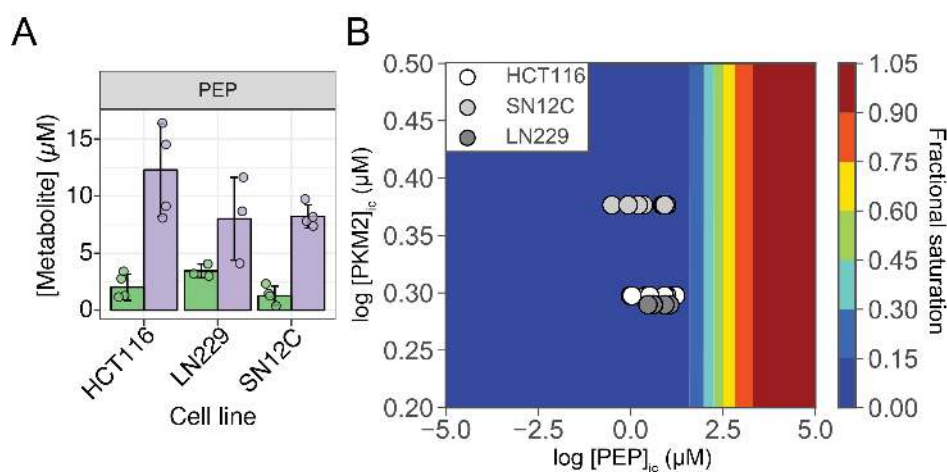 A
PEP
[Metabolite] (µM)
15
10
5
0
HCT116
LN229
SN12C
Cell line
B
log [PKM2]ic (µM)
0.50
0.45
0.40
0.35
0.30
0.25
0.20
HCT116
SN12C
LN229
−5.0
−2.5
0.0
2.5
5.0
log [PEP]ic (µM)
1.05
0.90
0.75
0.60
0.45
0.30
0.15
0.00
Fractional saturation